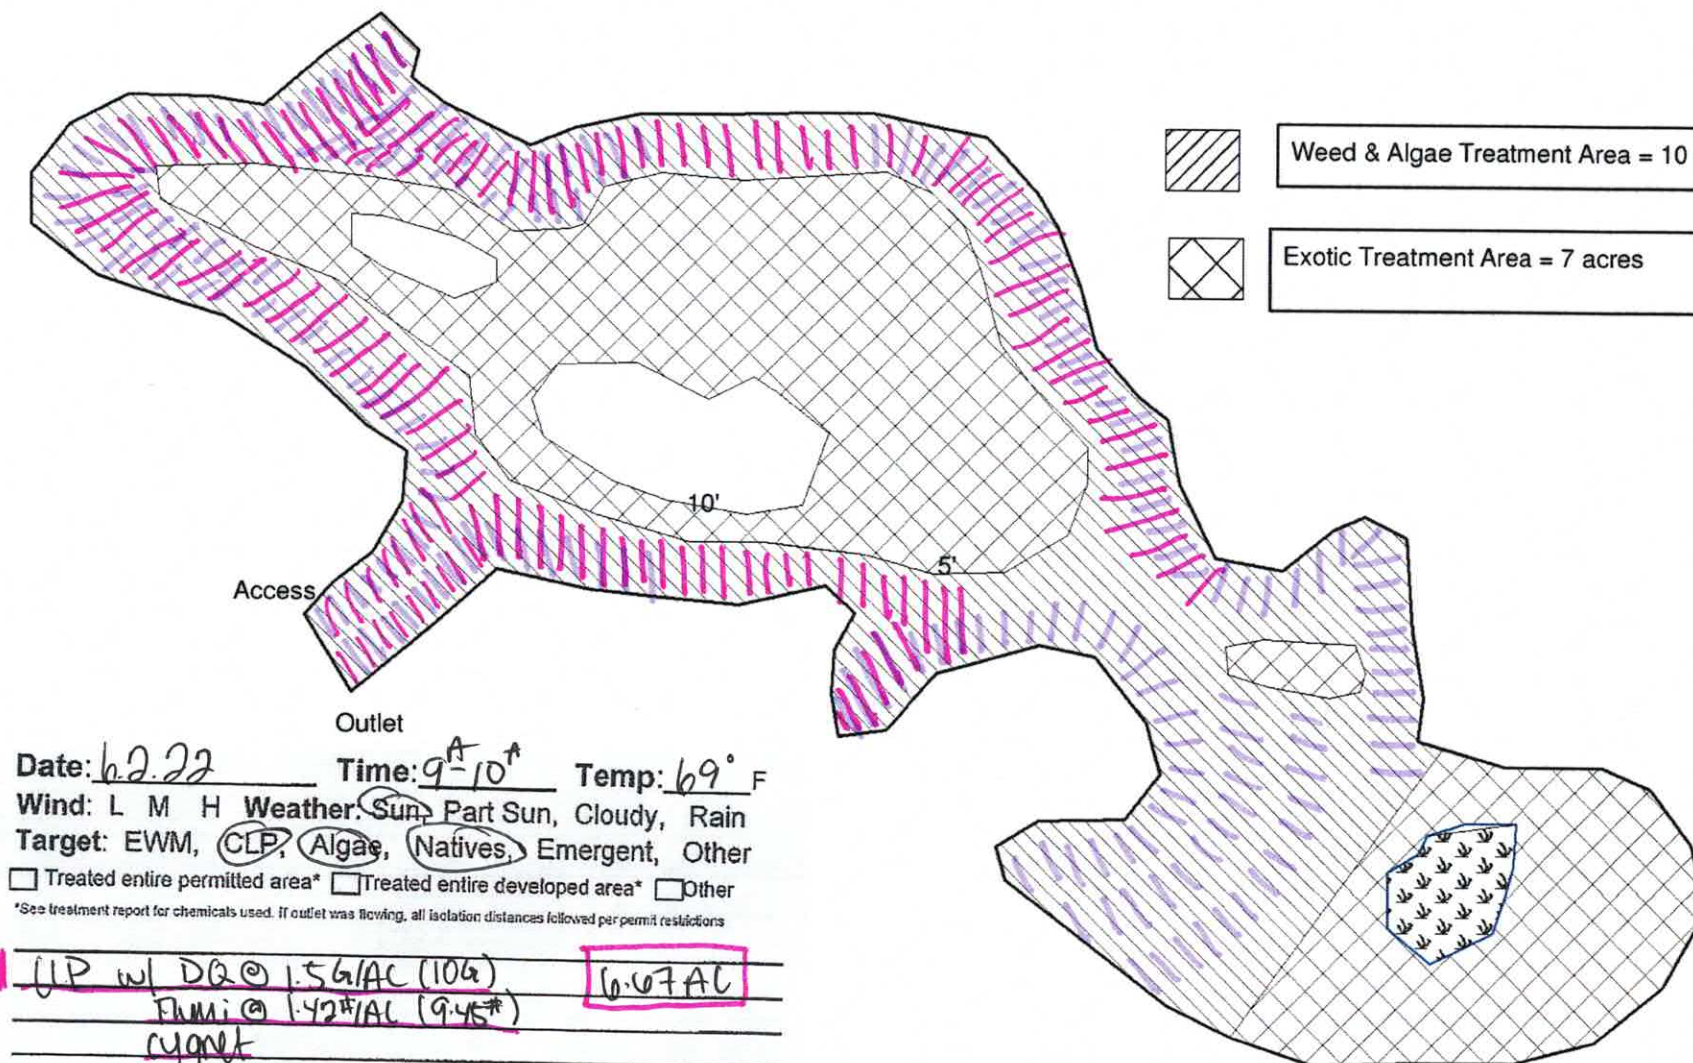 Weed & Algae Treatment Area = 10
Exotic Treatment Area = 7 acres
10'
5'
Access
Outlet
Date: 6.2.22 Time: 9A-10A Temp: 69° F
Wind: L M H Weather: Sun, Part Sun, Cloudy, Rain
Target: EWM, CLP, Algae, Natives, Emergent, Other
Treated entire permitted area* Treated entire developed area* Other
*See treatment report for chemicals used. If outlet was flowing, all isolation distances followed per permit restrictions
w/ DQ @ 1.5G/AC (10G) 6.67 AC
Flumi @ 1.42#/AC (9.45#)
cygnet